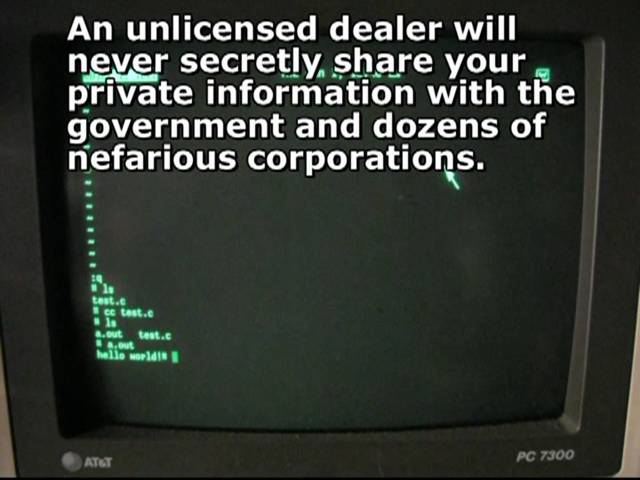 An unlicensed dealer will
never secretly share your
private information with the
government and dozens of
nefarious corporations.
~
~
~
~
~
~
:q
# ls
test.c
# cc test.c
# ls
a.out test.c
# a.out
hello world!#
AT&T PC 7300